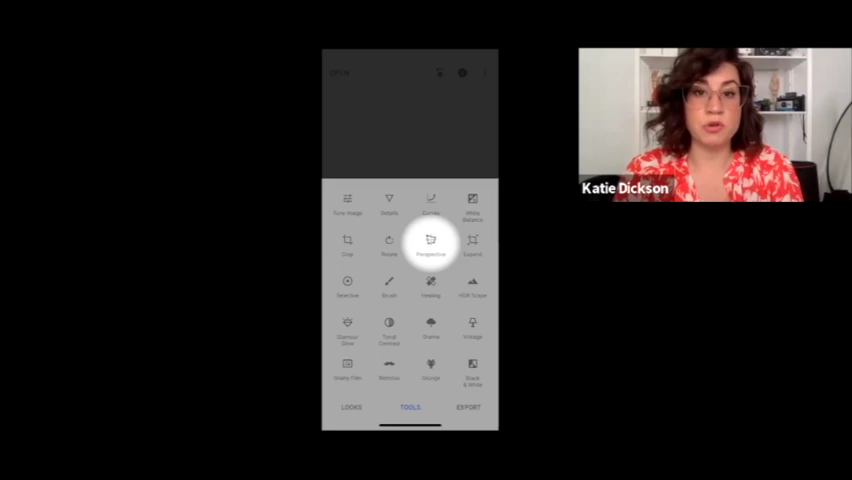 OPEN
Tune Image Details Curves White
Balance
Crop Rotate Perspective Expand
Selective Brush Healing HDR Scape
Glamour
Glow Tonal
Contrast Drama Vintage
Grainy Film Retrolux Grunge Black
& White
LOOKS TOOLS EXPORT
Katie Dickson